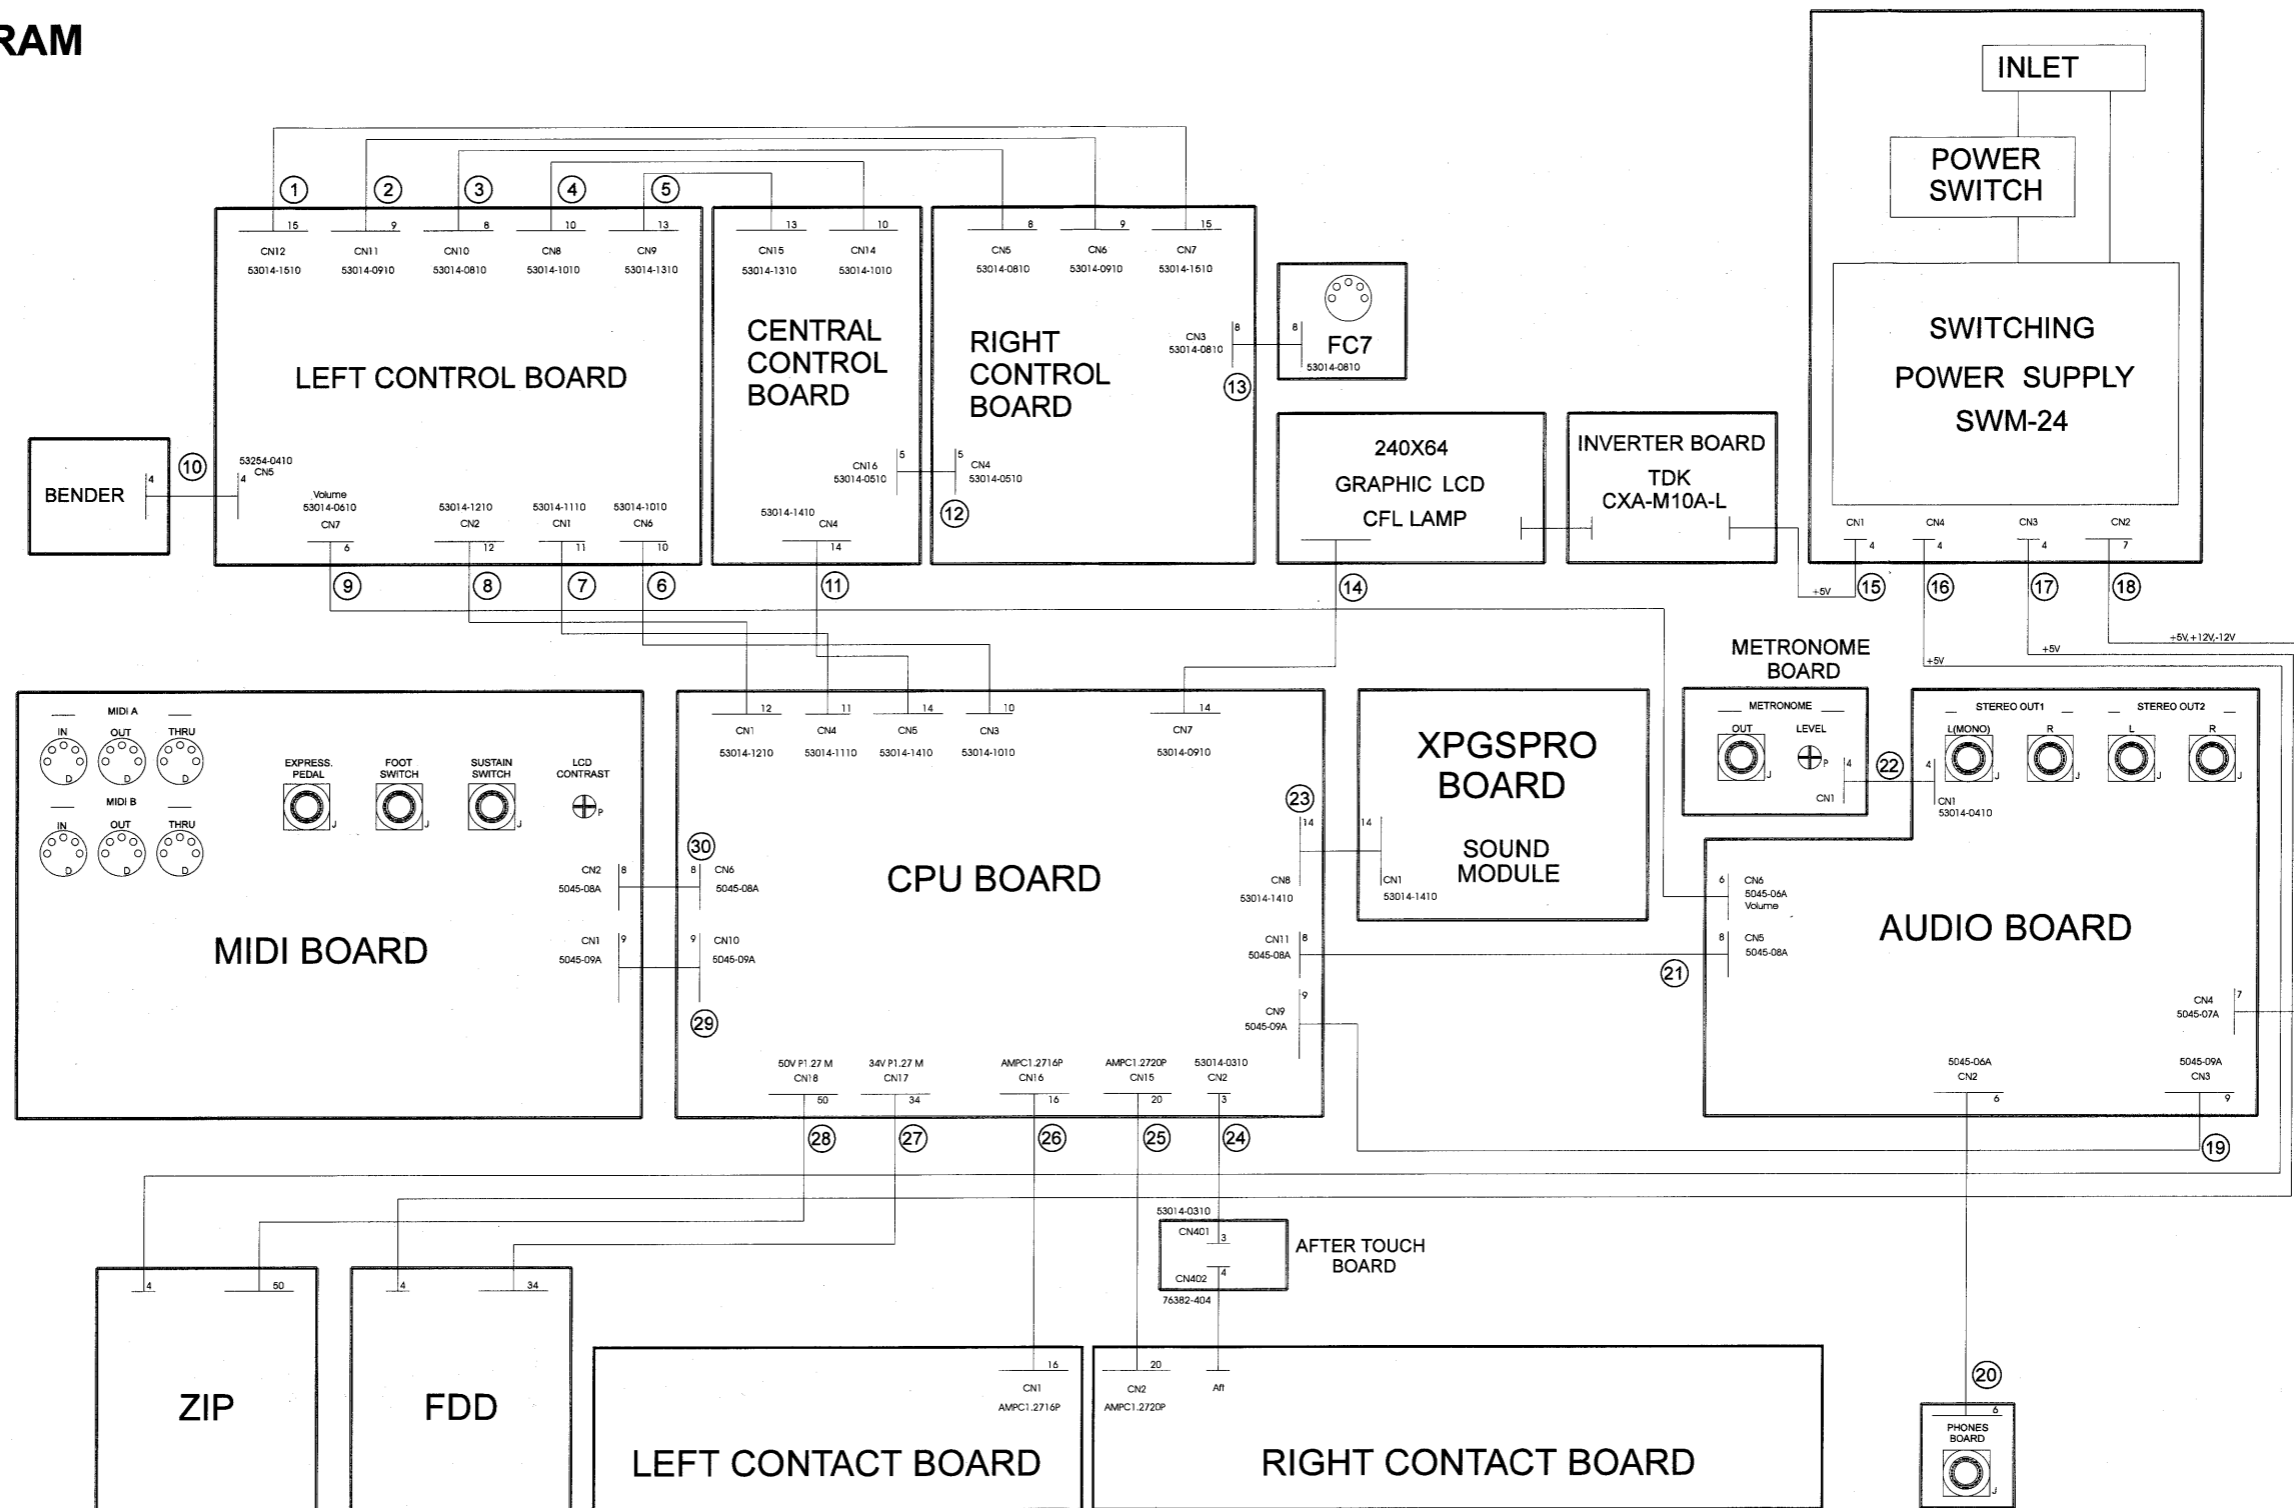 RAM
INLET
POWER
SWITCH
SWITCHING
POWER SUPPLY
SWM-24
CN1 CN4 CN3 CN2
4 4 4 7
15 16 17 18
+5V
+5V
+5V
+5V,+12V,-12V
1 2 3 4 5
15 9 8 10 13
CN12 CN11 CN10 CN8 CN9
53014-1510 53014-0910 53014-0810 53014-1010 53014-1310
LEFT CONTROL BOARD
53254-0410
CN5
4
10
BENDER
4
Volume
53014-0610 53014-1210 53014-1110 53014-1010
CN7 CN2 CN1 CN6
6 12 11 10
9 8 7 6
13 10
CN15 CN14
53014-1310 53014-1010
CENTRAL
CONTROL
BOARD
CN16
53014-0510
5
53014-1410
CN4
14
11
8 9 15
CN5 CN6 CN7
53014-0810 53014-0910 53014-1510
RIGHT
CONTROL
BOARD
CN3
53014-0810
8
13
5
CN4
53014-0510
12
8
FC7
53014-0810
240X64
GRAPHIC LCD
CFL LAMP
14
INVERTER BOARD
TDK
CXA-M10A-L
MIDI A
IN OUT THRU
D D D
MIDI B
IN OUT THRU
D D D
EXPRESS.
PEDAL
J
FOOT
SWITCH
J
SUSTAIN
SWITCH
J
LCD
CONTRAST
P
MIDI BOARD
CN2
5045-08A
8
CN1
5045-09A
9
12 11 14 10 14
CN1 CN4 CN5 CN3 CN7
53014-1210 53014-1110 53014-1410 53014-1010 53014-0910
30
8
CN6
5045-08A
9
CN10
5045-09A
29
CPU BOARD
23
14
CN8
53014-1410
CN11
5045-08A
8
CN9
5045-09A
9
50V P1.27 M 34V P1.27 M AMPC1.2716P AMPC1.2720P 53014-0310
CN18 CN17 CN16 CN15 CN2
50 34 16 20 3
28 27 26 25 24
XPGSPRO
BOARD
SOUND
MODULE
14
CN1
53014-1410
METRONOME
BOARD
METRONOME
OUT LEVEL
J P
4
CN1
22
4
CN1
53014-0410
STEREO OUT1 STEREO OUT2
L(MONO) R L R
J J J J
6
CN6
5045-06A
Volume
8
CN5
5045-08A
21
AUDIO BOARD
CN4
5045-07A
7
5045-06A
CN2
6
5045-09A
CN3
9
19
53014-0310
CN401
3
CN402
4
76382-404
AFTER TOUCH
BOARD
4 50
ZIP
4 34
FDD
16
CN1
AMPC1.2716P
LEFT CONTACT BOARD
20
CN2
AMPC1.2720P
Aft
RIGHT CONTACT BOARD
20
6
PHONES
BOARD
J